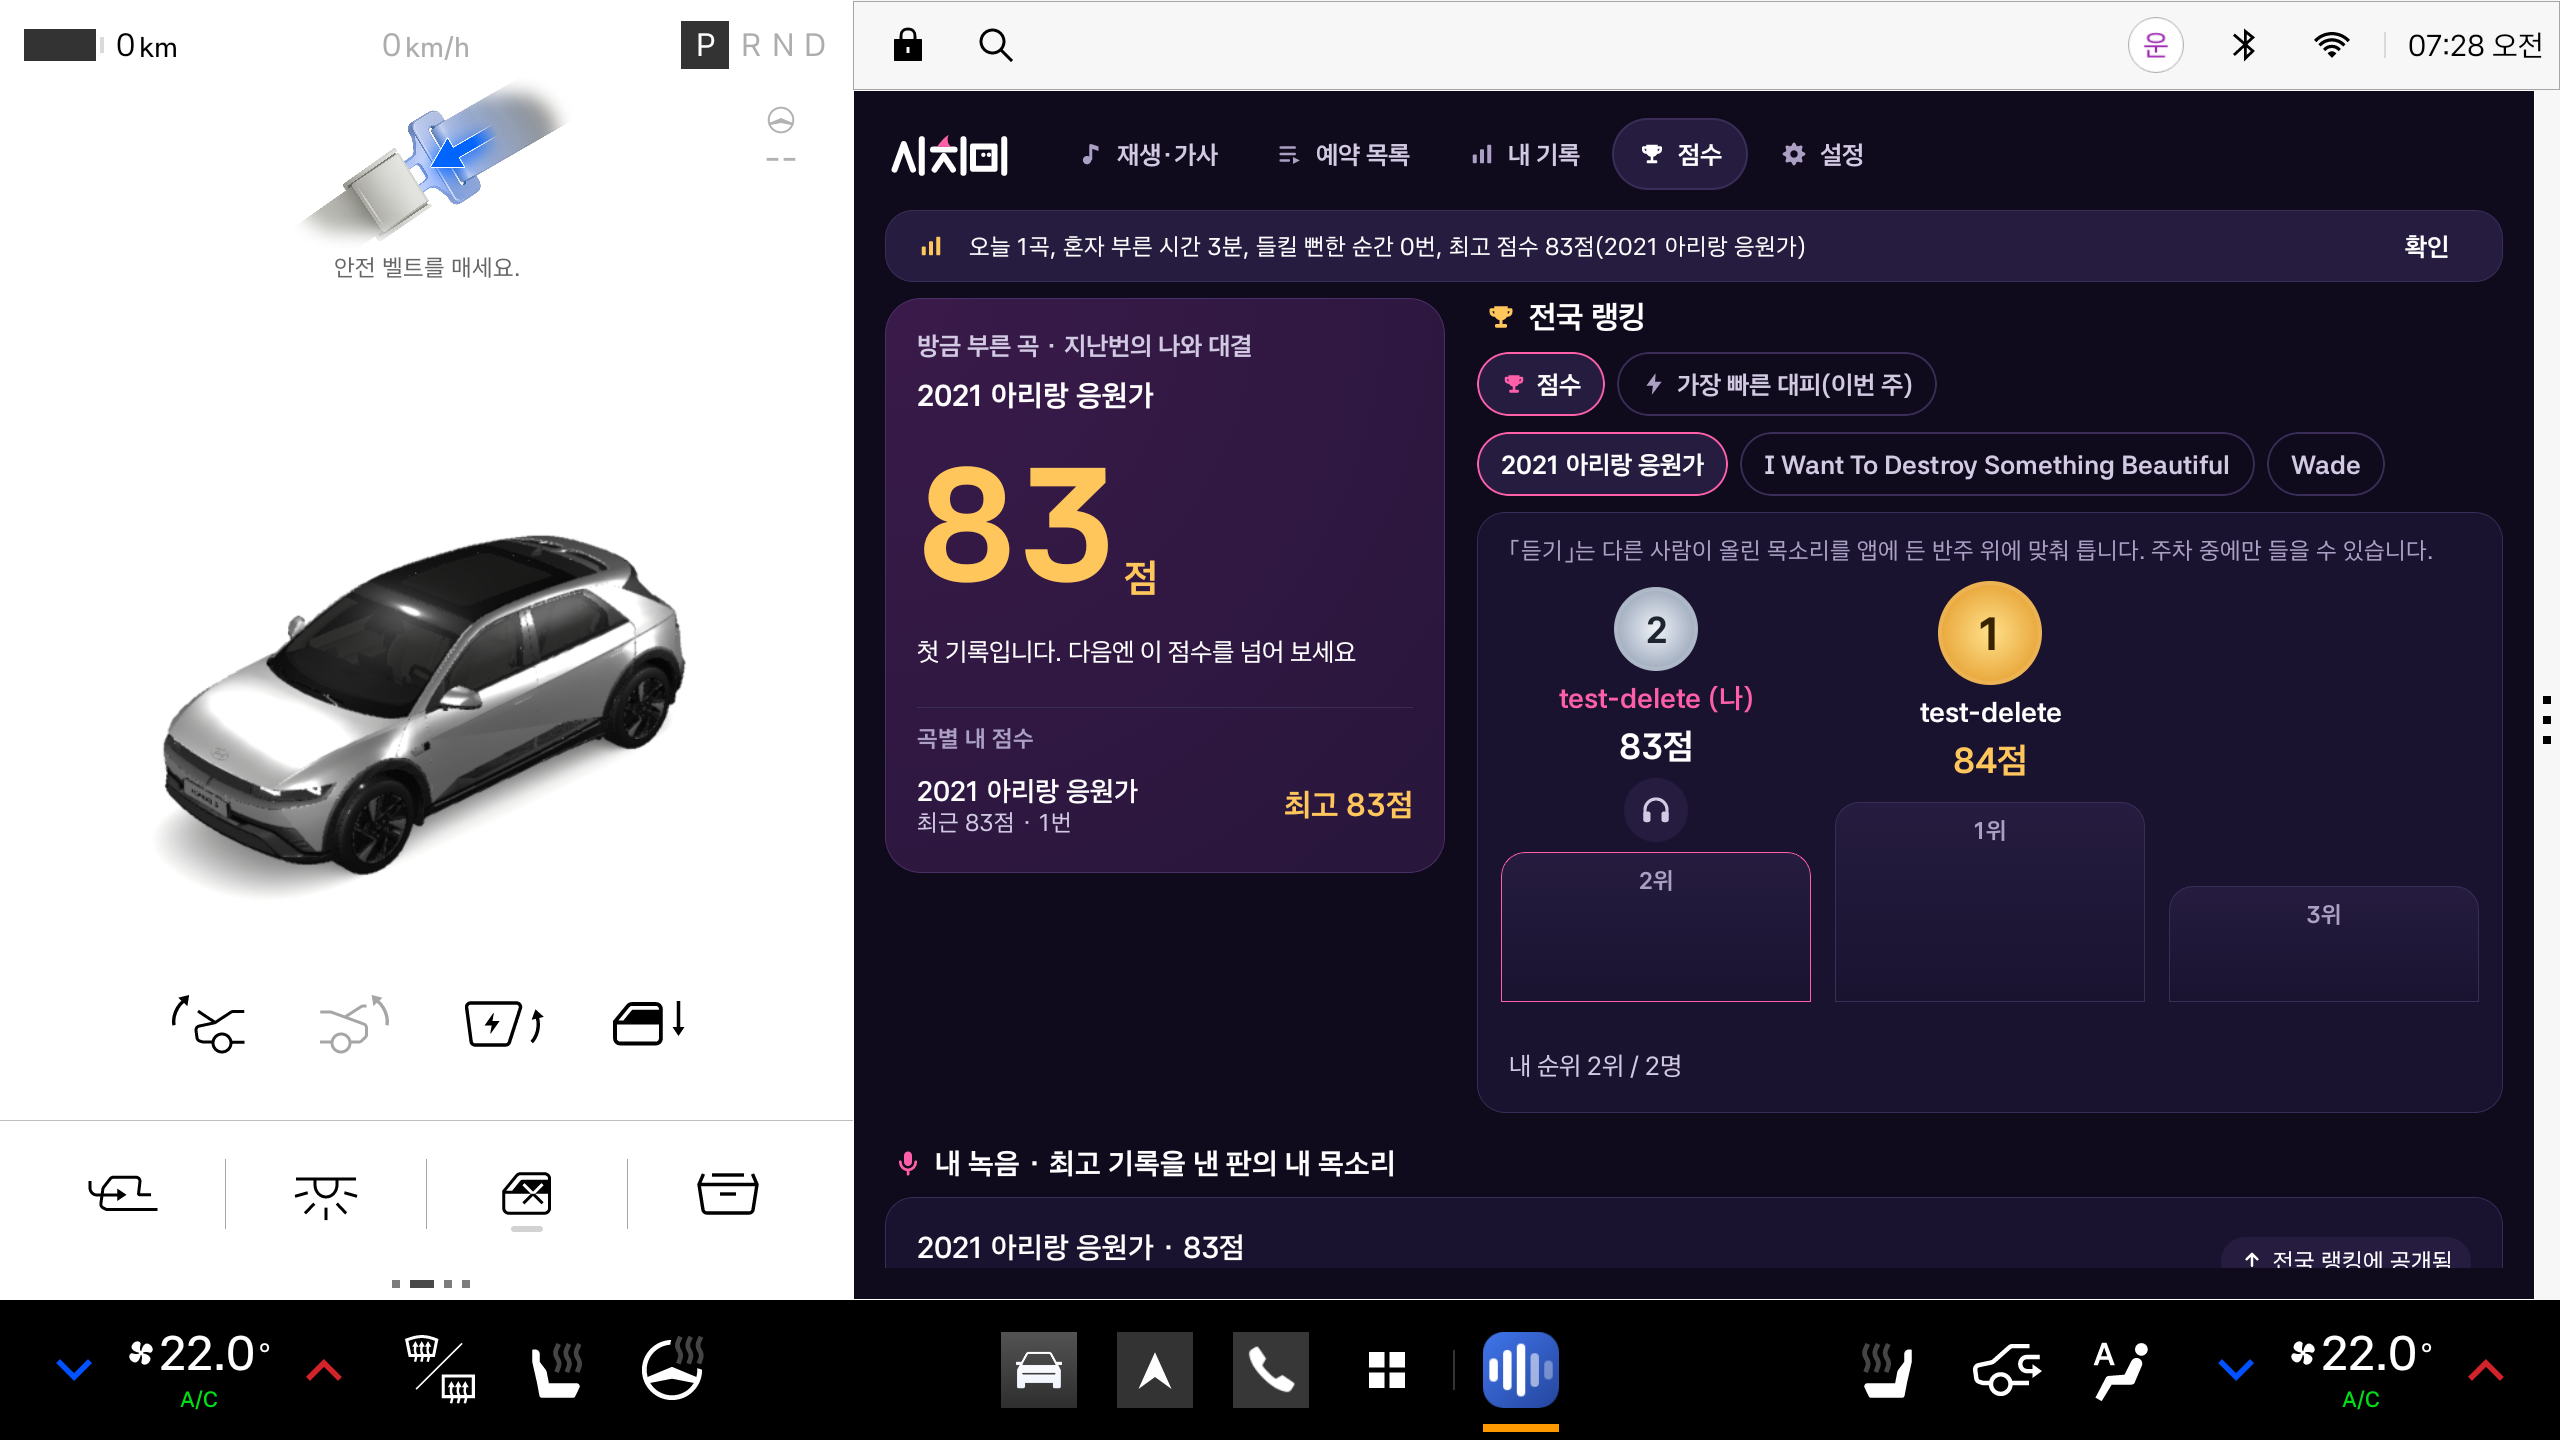 0 km
0 km/h
P R N D
안전 벨트를 매세요.
운
07:28 오전
시치미
재생·가사
예약 목록
내 기록
점수
설정
오늘 1곡, 혼자 부른 시간 3분, 들킬 뻔한 순간 0번, 최고 점수 83점(2021 아리랑 응원가)
확인
방금 부른 곡 · 지난번의 나와 대결
2021 아리랑 응원가
83점
첫 기록입니다. 다음엔 이 점수를 넘어 보세요
곡별 내 점수
2021 아리랑 응원가
최근 83점 · 1번
최고 83점
전국 랭킹
점수
가장 빠른 대피(이번 주)
2021 아리랑 응원가
I Want To Destroy Something Beautiful
Wade
「듣기」는 다른 사람이 올린 목소리를 앱에 든 반주 위에 맞춰 틉니다. 주차 중에만 들을 수 있습니다.
2
test-delete (나)
83점
2위
1
test-delete
84점
1위
3위
내 순위 2위 / 2명
내 녹음 · 최고 기록을 낸 판의 내 목소리
2021 아리랑 응원가 · 83점
전국 랭킹에 공개됨
22.0°
A/C
A
22.0°
A/C